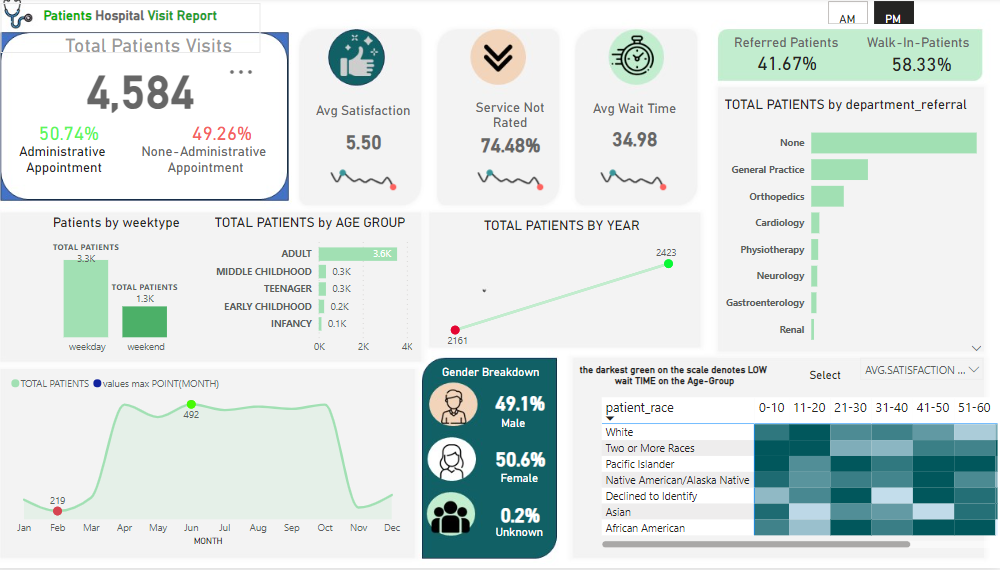 Patients Hospital Visit Report
AM
PM
Total Patients Visits
4,584
50.74%
Administrative
Appointment
49.26%
None-Administrative
Appointment
Avg Satisfaction
5.50
Service Not
Rated
74.48%
Avg Wait Time
34.98
Referred Patients
41.67%
Walk-In-Patients
58.33%
TOTAL PATIENTS by department_referral
None
General Practice
Orthopedics
Cardiology
Physiotherapy
Neurology
Gastroenterology
Renal
Patients by weektype
TOTAL PATIENTS
3.3K
TOTAL PATIENTS
1.3K
weekday
weekend
TOTAL PATIENTS by AGE GROUP
ADULT 3.6K
MIDDLE CHILDHOOD 0.3K
TEENAGER 0.3K
EARLY CHILDHOOD 0.2K
INFANCY 0.1K
0K 2K 4K
TOTAL PATIENTS BY YEAR
2423
2161
TOTAL PATIENTS values max POINT(MONTH)
492
219
Jan Feb Mar Apr May Jun Jul Aug Sep Oct Nov Dec
MONTH
Gender Breakdown
49.1%
Male
50.6%
Female
0.2%
Unknown
the darkest green on the scale denotes LOW
wait TIME on the Age-Group
Select
AVG.SATISFACTION ...
patient_race 0-10 11-20 21-30 31-40 41-50 51-60
White
Two or More Races
Pacific Islander
Native American/Alaska Native
Declined to Identify
Asian
African American